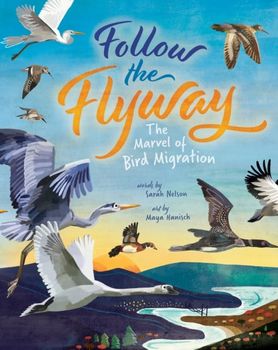 Follow
the
Flyway
The
Marvel of
Bird Migration
words by
Sarah Nelson
art by
Maya Hanisch